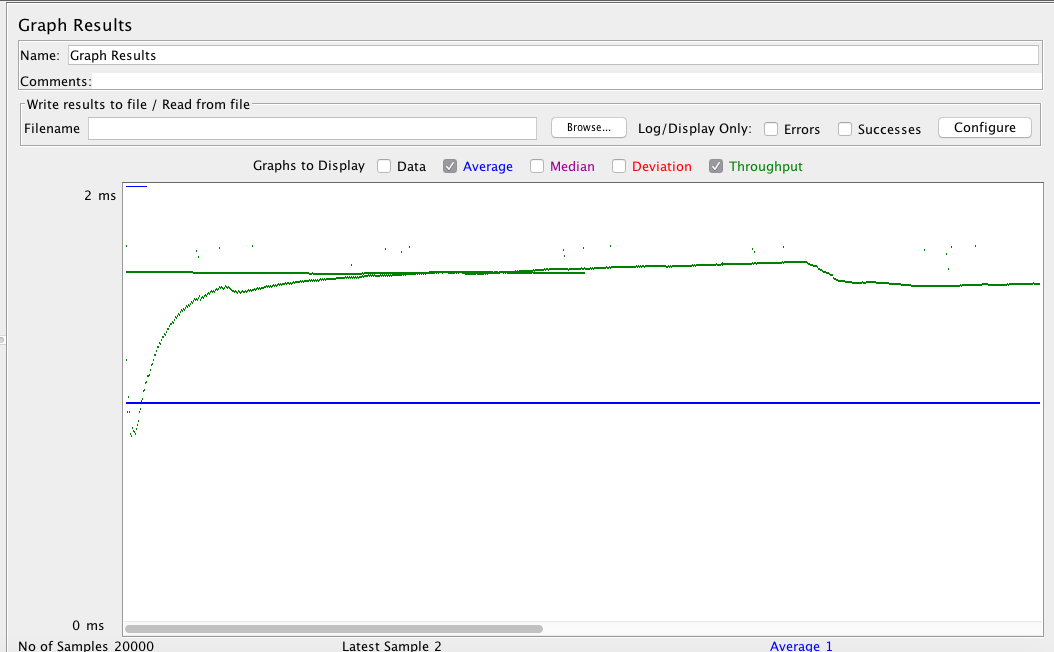 Graph Results
Name: Graph Results
Comments:
Write results to file / Read from file
Filename Browse... Log/Display Only: Errors Successes Configure
Graphs to Display Data Average Median Deviation Throughput
2 ms
0 ms
No of Samples 20000 Latest Sample 2 Average 1